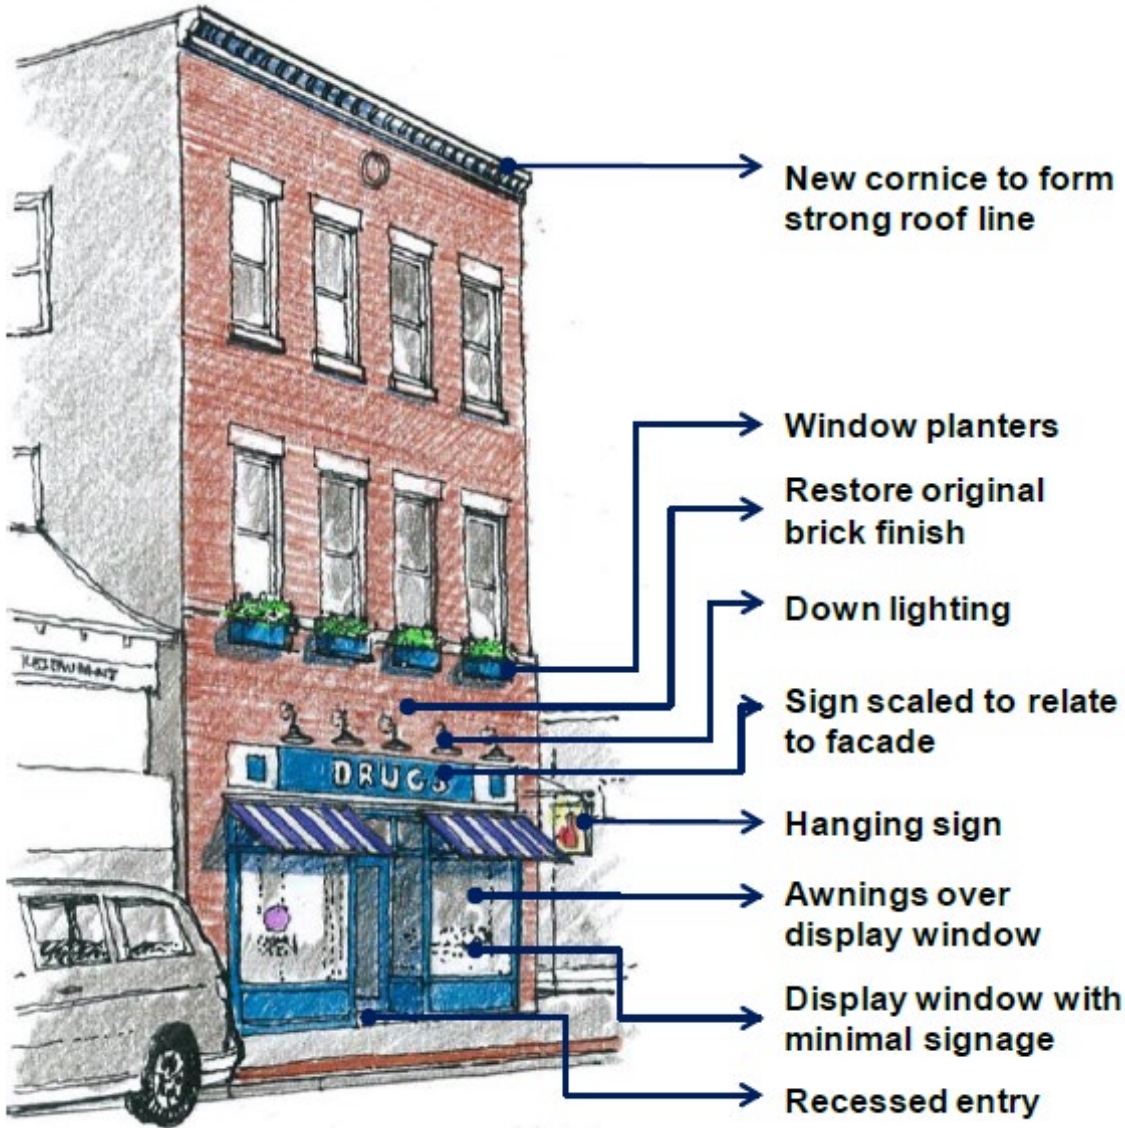 New cornice to form
strong roof line
Window planters
Restore original
brick finish
Down lighting
Sign scaled to relate
to facade
DRUGS
Hanging sign
Awnings over
display window
Display window with
minimal signage
Recessed entry